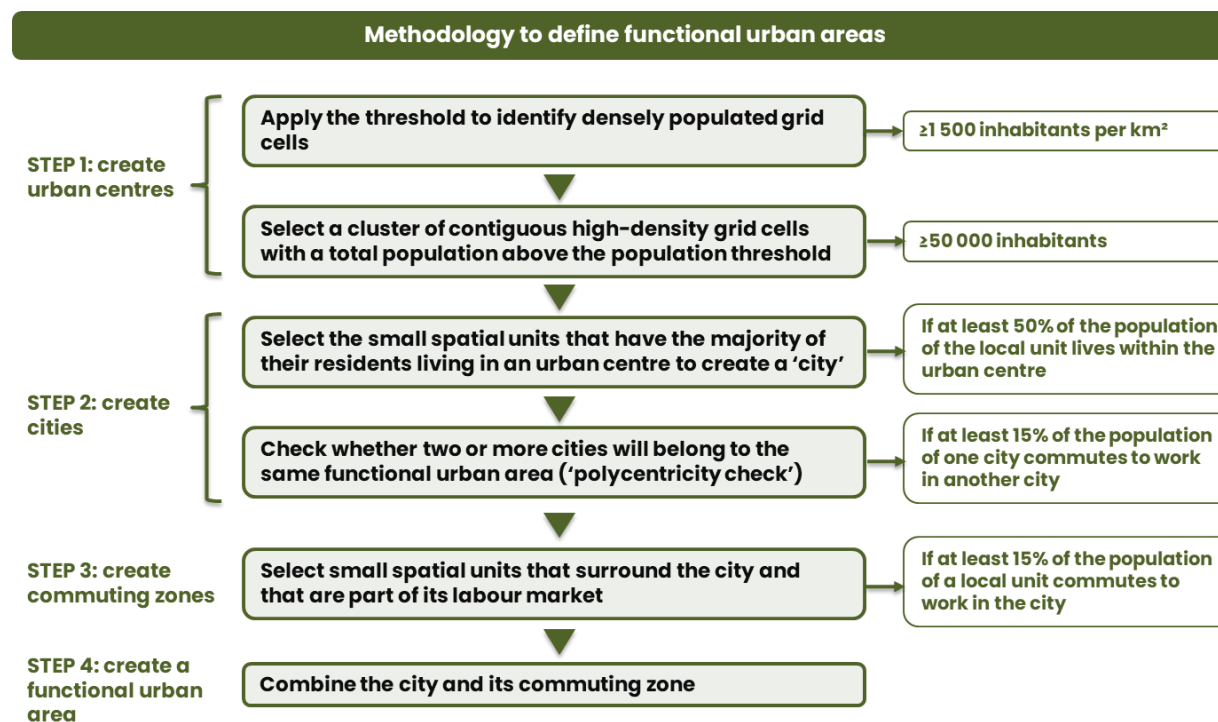 Methodology to define functional urban areas
STEP 1: create
urban centres
Apply the threshold to identify densely populated grid
cells
≥1 500 inhabitants per km²
Select a cluster of contiguous high-density grid cells
with a total population above the population threshold
≥50 000 inhabitants
STEP 2: create
cities
Select the small spatial units that have the majority of
their residents living in an urban centre to create a ‘city’
If at least 50% of the population
of the local unit lives within the
urban centre
Check whether two or more cities will belong to the
same functional urban area (‘polycentricity check’)
If at least 15% of the population
of one city commutes to work
in another city
STEP 3: create
commuting zones
Select small spatial units that surround the city and
that are part of its labour market
If at least 15% of the population
of a local unit commutes to
work in the city
STEP 4: create a
functional urban
area
Combine the city and its commuting zone